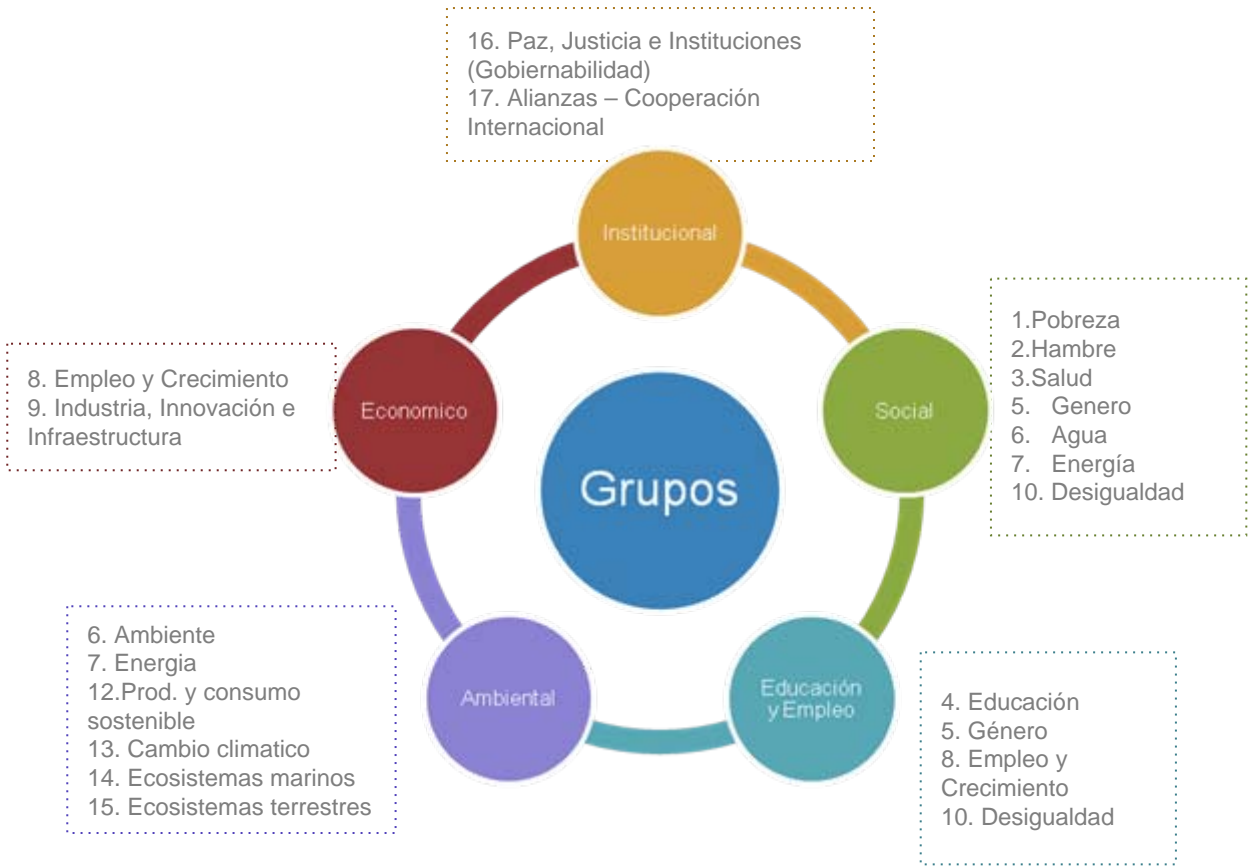 16. Paz, Justicia e Instituciones
(Gobiernabilidad)
17. Alianzas – Cooperación
Internacional
Institucional
1.Pobreza
2.Hambre
3.Salud
5. Genero
6. Agua
7. Energía
10. Desigualdad
Social
8. Empleo y Crecimiento
9. Industria, Innovación e
Infraestructura
Economico
Grupos
6. Ambiente
7. Energia
12.Prod. y consumo
sostenible
13. Cambio climatico
14. Ecosistemas marinos
15. Ecosistemas terrestres
Ambiental
Educación
y Empleo
4. Educación
5. Género
8. Empleo y
Crecimiento
10. Desigualdad